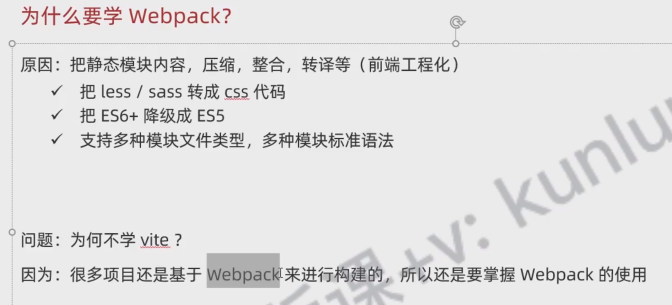 为什么要学 Webpack？
原因：把静态模块内容，压缩，整合，转译等（前端工程化）
✓ 把 less / sass 转成 css 代码
✓ 把 ES6+ 降级成 ES5
✓ 支持多种模块文件类型，多种模块标准语法
问题：为何不学 vite ？
因为：很多项目还是基于 Webpack 来进行构建的，所以还是要掌握 Webpack 的使用
课+v: kunlun